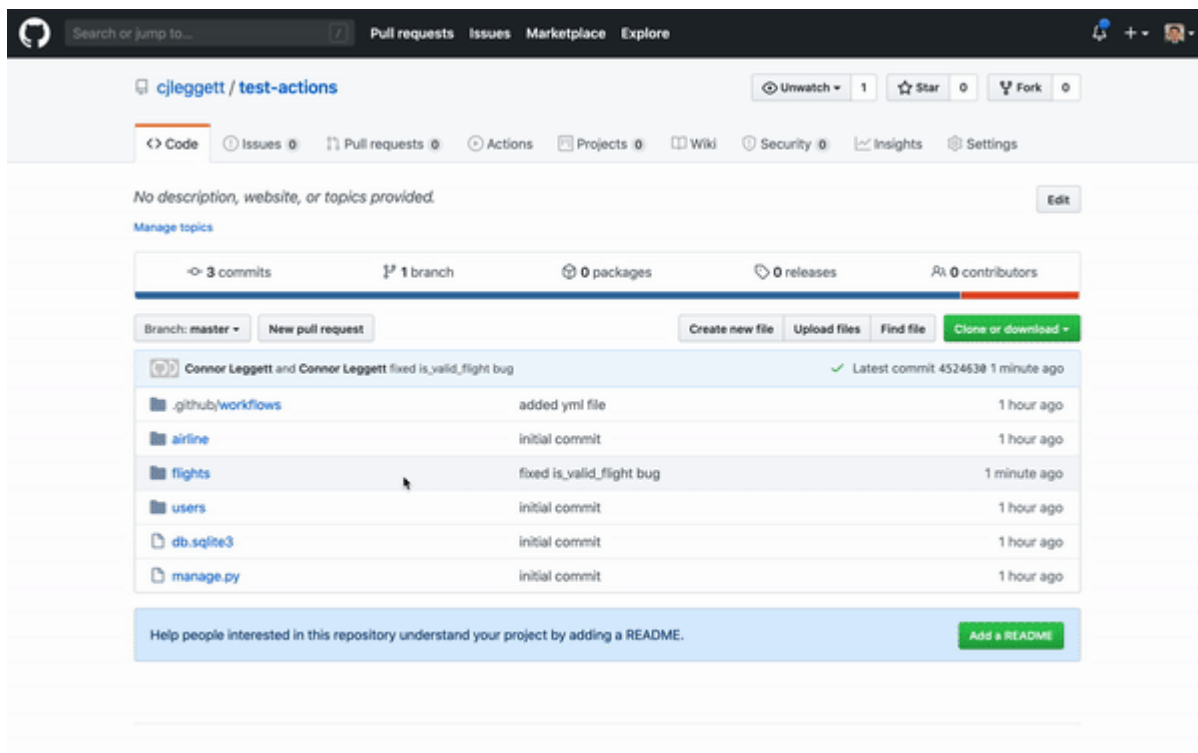 Search or jump to... / Pull requests Issues Marketplace Explore
cjleggett / test-actions Unwatch 1 Star 0 Fork 0
Code Issues 0 Pull requests 0 Actions Projects 0 Wiki Security 0 Insights Settings
No description, website, or topics provided. Edit
Manage topics
3 commits 1 branch 0 packages 0 releases 0 contributors
Branch: master New pull request Create new file Upload files Find file Clone or download
Connor Leggett and Connor Leggett fixed is_valid_flight bug Latest commit 4524630 1 minute ago
.github/workflows added yml file 1 hour ago
airline initial commit 1 hour ago
flights fixed is_valid_flight bug 1 minute ago
users initial commit 1 hour ago
db.sqlite3 initial commit 1 hour ago
manage.py initial commit 1 hour ago
Help people interested in this repository understand your project by adding a README. Add a README